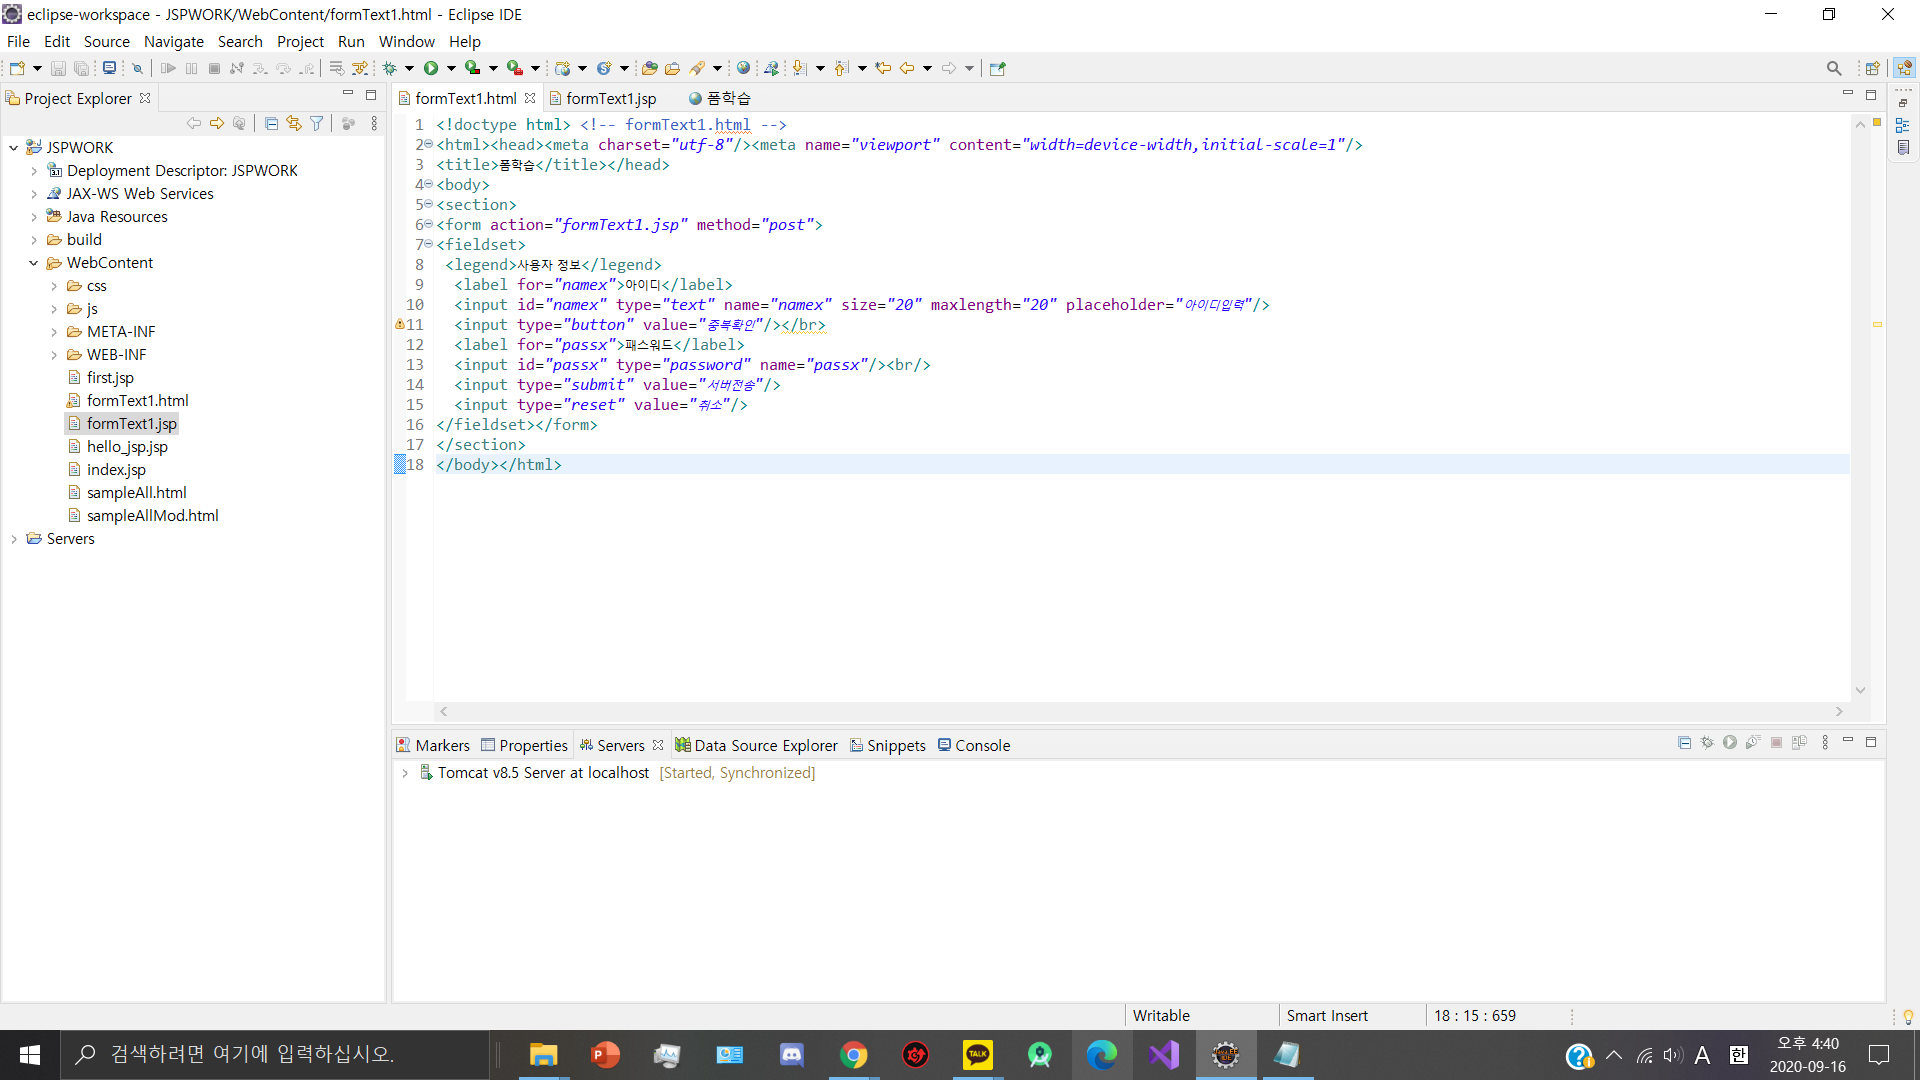 eclipse-workspace - JSPWORK/WebContent/formText1.html - Eclipse IDE
File Edit Source Navigate Search Project Run Window Help
Project Explorer
JSPWORK
Deployment Descriptor: JSPWORK
JAX-WS Web Services
Java Resources
build
WebContent
css
js
META-INF
WEB-INF
first.jsp
formText1.html
formText1.jsp
hello_jsp.jsp
index.jsp
sampleAll.html
sampleAllMod.html
Servers
formText1.html formText1.jsp 폼학습
1 <!doctype html> <!-- formText1.html -->
2 <html><head><meta charset="utf-8"/><meta name="viewport" content="width=device-width,initial-scale=1"/>
3 <title>폼학습</title></head>
4 <body>
5 <section>
6 <form action="formText1.jsp" method="post">
7 <fieldset>
8 <legend>사용자 정보</legend>
9 <label for="namex">아이디</label>
10 <input id="namex" type="text" name="namex" size="20" maxlength="20" placeholder="아이디입력"/>
11 <input type="button" value="중복확인"/></br>
12 <label for="passx">패스워드</label>
13 <input id="passx" type="password" name="passx"/><br/>
14 <input type="submit" value="서버전송"/>
15 <input type="reset" value="취소"/>
16 </fieldset></form>
17 </section>
18 </body></html>
Markers Properties Servers Data Source Explorer Snippets Console
Tomcat v8.5 Server at localhost [Started, Synchronized]
Writable Smart Insert 18 : 15 : 659
검색하려면 여기에 입력하십시오.
TALK
A 한
오후 4:40
2020-09-16